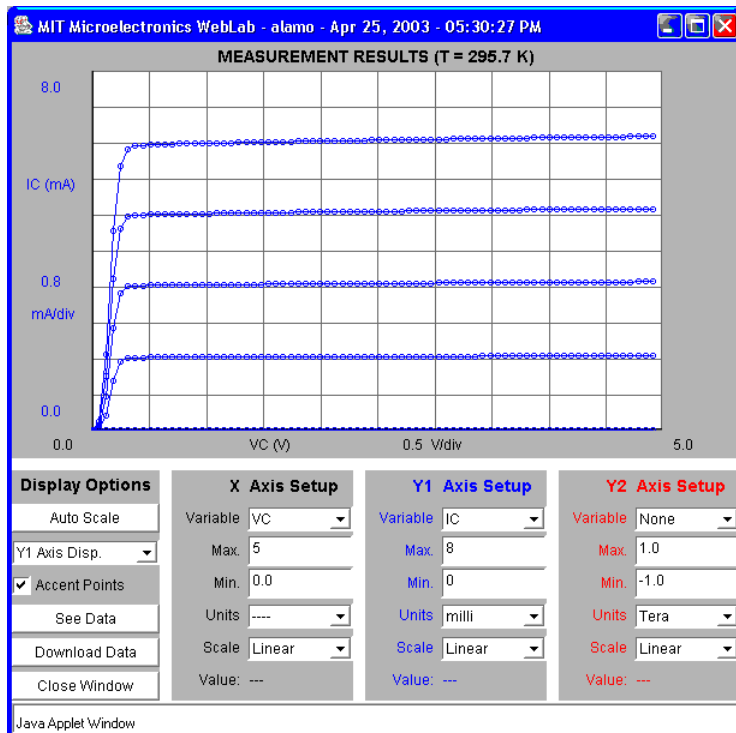 MIT Microelectronics WebLab - alamo - Apr 25, 2003 - 05:30:27 PM
MEASUREMENT RESULTS (T = 295.7 K)
8.0
IC (mA)
0.8
mA/div
0.0
0.0 VC (V) 0.5 V/div 5.0
Display Options
Auto Scale
Y1 Axis Disp.
Accent Points
See Data
Download Data
Close Window
X Axis Setup
Variable VC
Max. 5
Min. 0.0
Units ----
Scale Linear
Value: ---
Y1 Axis Setup
Variable IC
Max. 8
Min. 0
Units milli
Scale Linear
Value: ---
Y2 Axis Setup
Variable None
Max. 1.0
Min. -1.0
Units Tera
Scale Linear
Value: ---
Java Applet Window